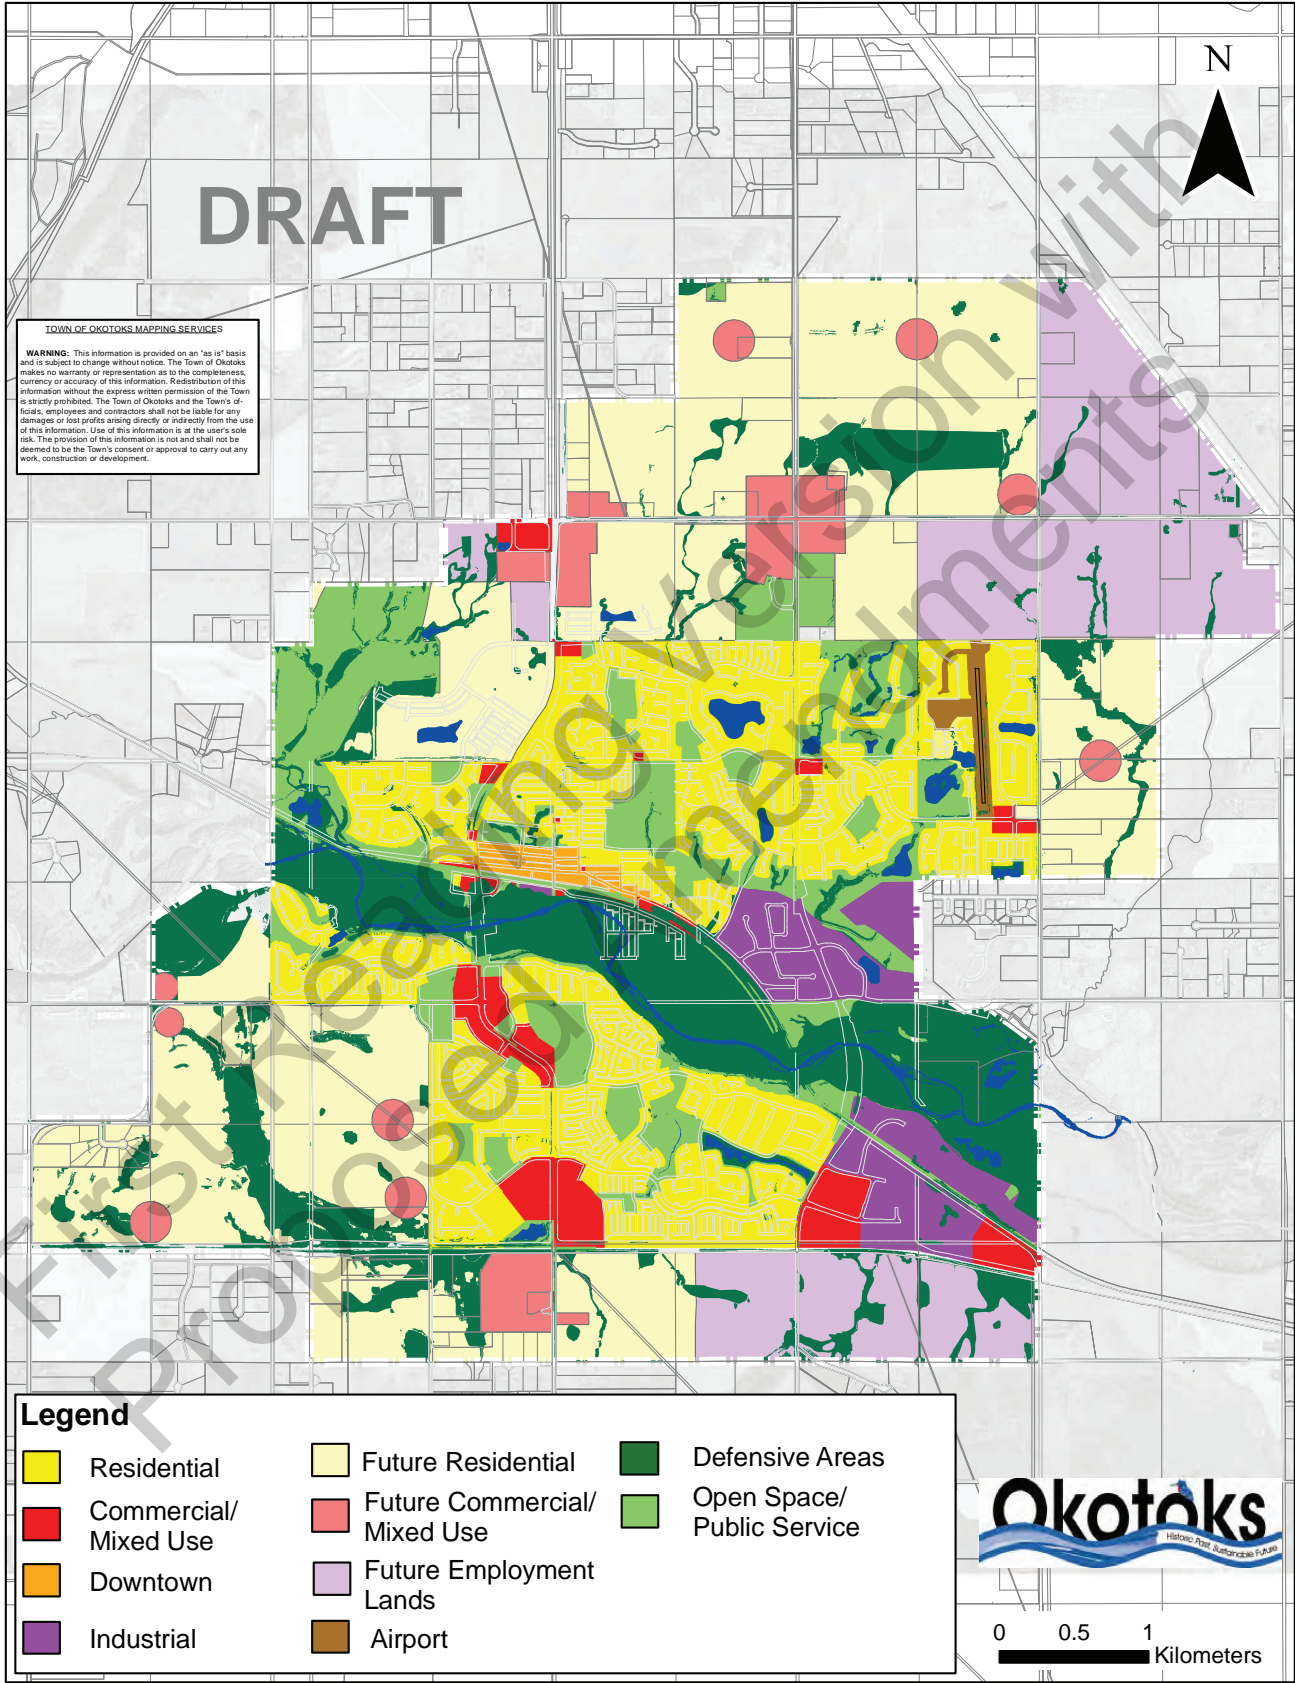 N
DRAFT
TOWN OF OKOTOKS MAPPING SERVICES
WARNING: This information is provided on an "as is" basis
and is subject to change without notice. The Town of Okotoks
makes no warranty or representation as to the completeness,
currency or accuracy of this information. Redistribution of this
information without the express written permission of the Town
is strictly prohibited. The Town of Okotoks and the Town's of-
ficials, employees and contractors shall not be liable for any
damages or lost profits arising directly or indirectly from the use
of this information. Use of this information is at the user's sole
risk. The provision of this information is not and shall not be
deemed to be the Town's consent or approval to carry out any
work, construction or development.
First Reading Version with
Proposed Amendments
Legend
Residential
Commercial/
Mixed Use
Downtown
Industrial
Future Residential
Future Commercial/
Mixed Use
Future Employment
Lands
Airport
Defensive Areas
Open Space/
Public Service
Okotoks
Historic Past, Sustainable Future
0 0.5 1
Kilometers